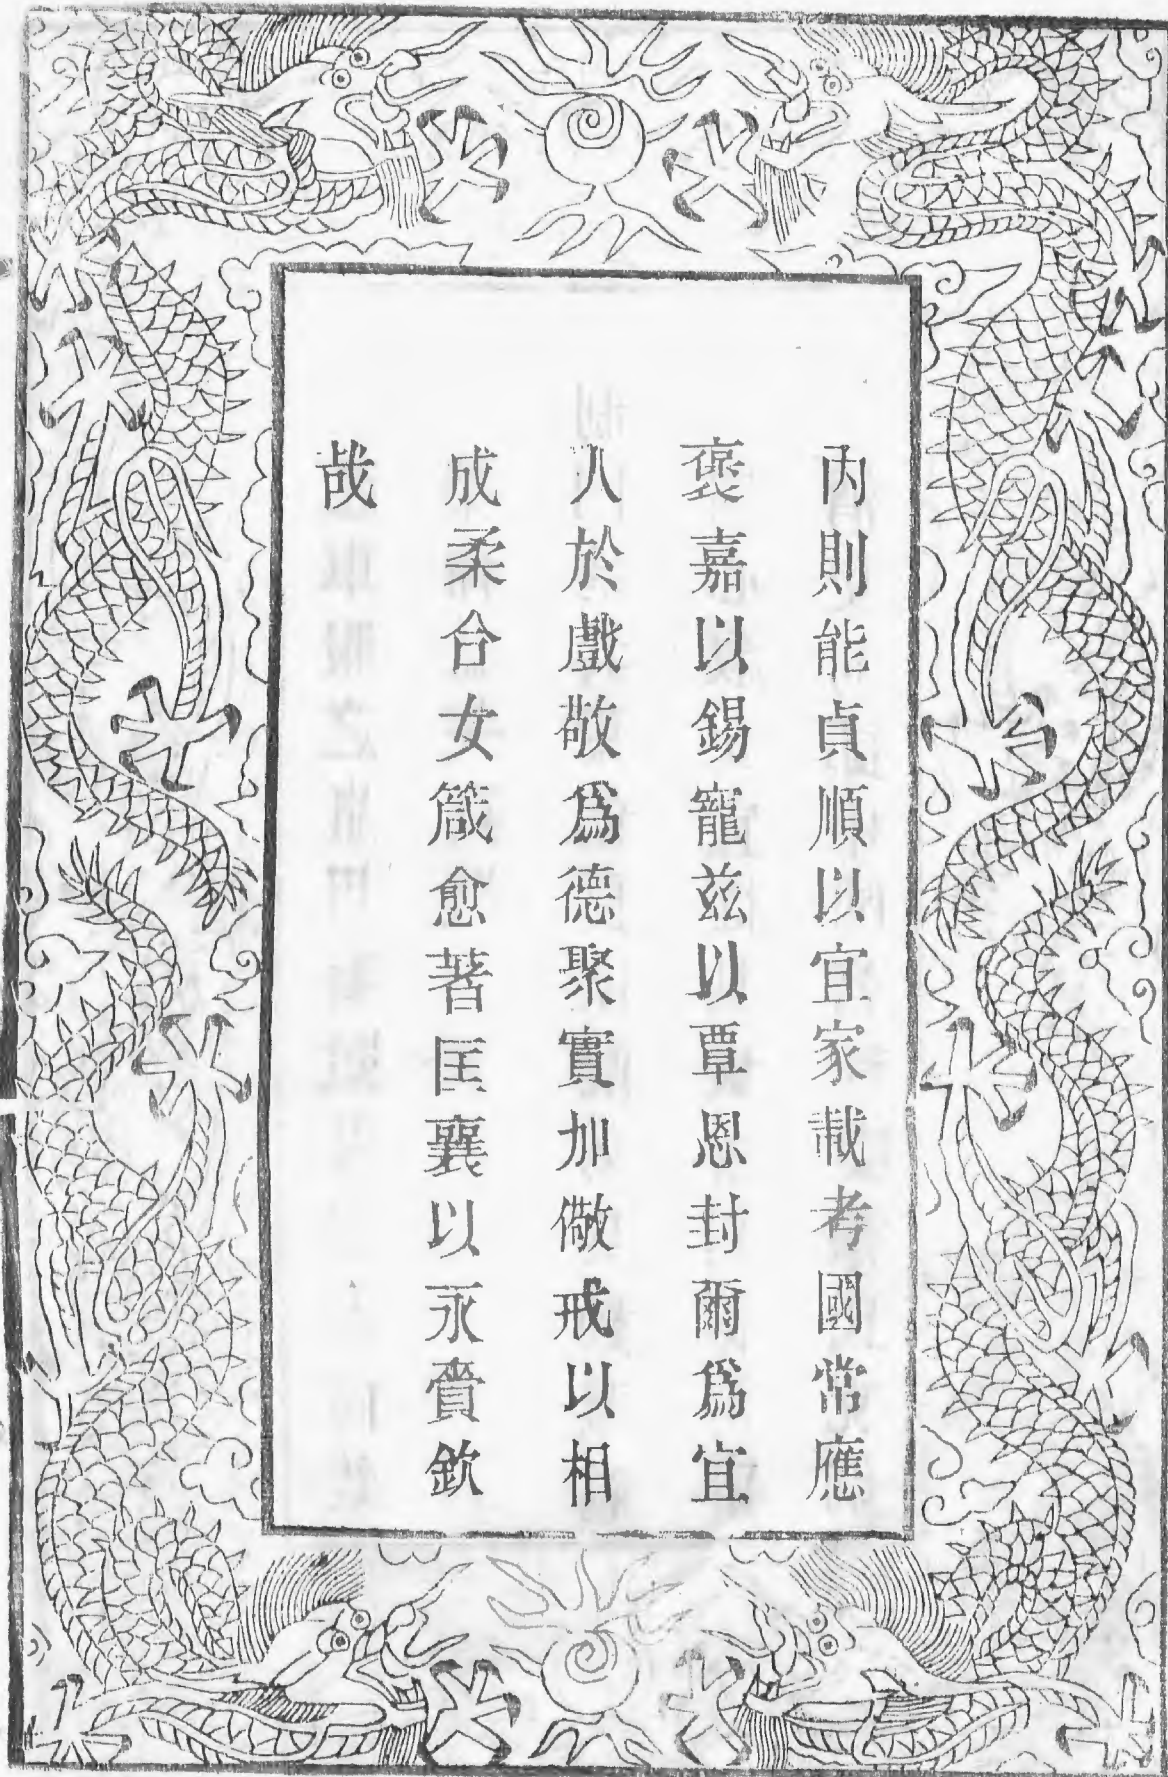 內則能貞順以宜家載考國常應
褒嘉以錫寵茲以覃恩封爾爲宜
人於戲敬爲德聚實加儆戒以相
成柔合女箴愈著匡襄以永賚欽
哉